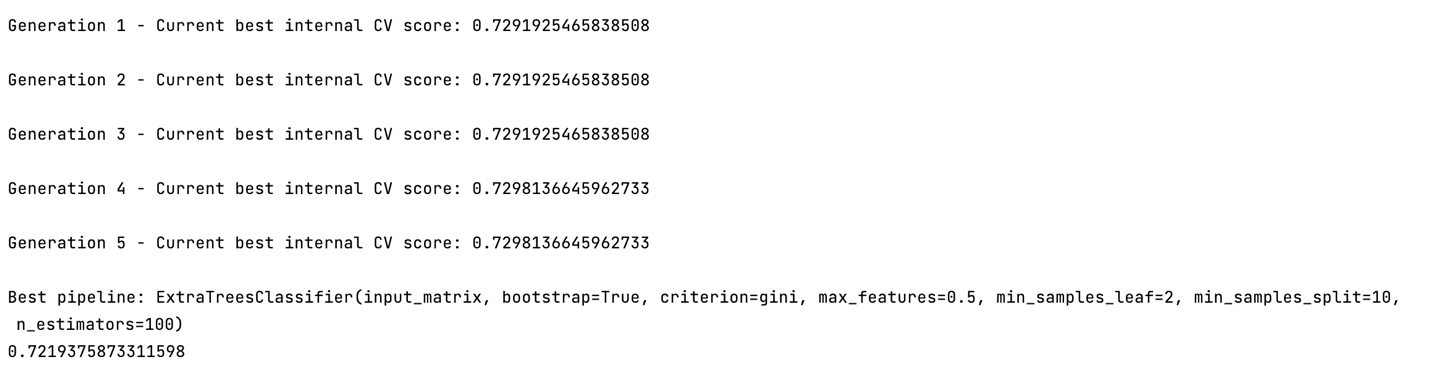 Generation 1 - Current best internal CV score: 0.7291925465838508
Generation 2 - Current best internal CV score: 0.7291925465838508
Generation 3 - Current best internal CV score: 0.7291925465838508
Generation 4 - Current best internal CV score: 0.7298136645962733
Generation 5 - Current best internal CV score: 0.7298136645962733
Best pipeline: ExtraTreesClassifier(input_matrix, bootstrap=True, criterion=gini, max_features=0.5, min_samples_leaf=2, min_samples_split=10,
n_estimators=100)
0.7219375873311598